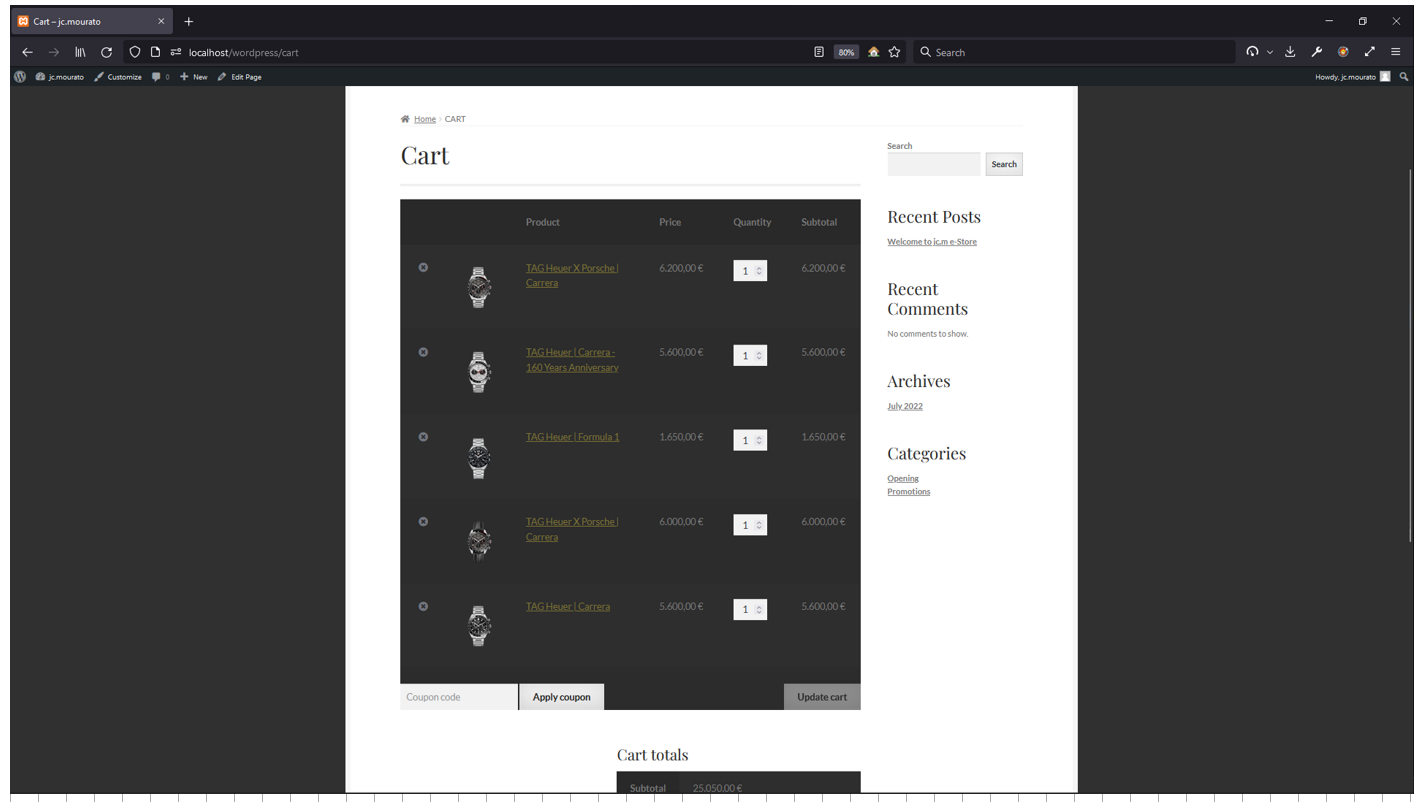 Cart – jc.mourato
localhost/wordpress/cart
80%
Search
jc.mourato
Customize
0
New
Edit Page
Howdy, jc.mourato
Home › CART
Cart
Product Price Quantity Subtotal
TAG Heuer X Porsche |
Carrera
6.200,00 € 1 6.200,00 €
TAG Heuer | Carrera -
160 Years Anniversary
5.600,00 € 1 5.600,00 €
TAG Heuer | Formula 1 1.650,00 € 1 1.650,00 €
TAG Heuer X Porsche |
Carrera
6.000,00 € 1 6.000,00 €
TAG Heuer | Carrera 5.600,00 € 1 5.600,00 €
Coupon code
Apply coupon
Update cart
Cart totals
Subtotal 25.050,00 €
Search
Search
Recent Posts
Welcome to jc.m e-Store
Recent
Comments
No comments to show.
Archives
July 2022
Categories
Opening
Promotions